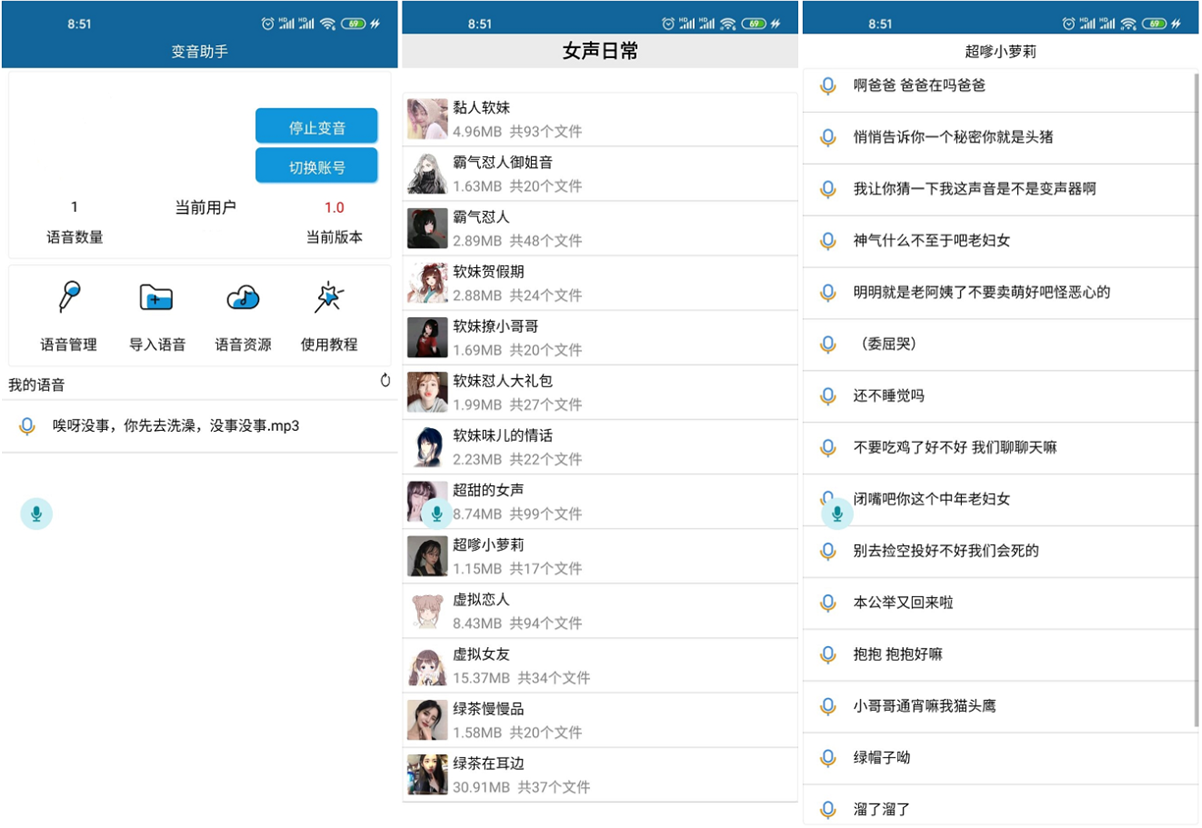 8:51
69
变音助手
停止变音
切换账号
1
当前用户
1.0
语音数量
当前版本
语音管理
导入语音
语音资源
使用教程
我的语音
唉呀没事，你先去洗澡，没事没事.mp3
8:51
69
女声日常
黏人软妹
4.96MB 共93个文件
霸气怼人御姐音
1.63MB 共20个文件
霸气怼人
2.89MB 共48个文件
软妹贺假期
2.88MB 共24个文件
软妹撩小哥哥
1.69MB 共20个文件
软妹怼人大礼包
1.99MB 共27个文件
软妹味儿的情话
2.23MB 共22个文件
超甜的女声
8.74MB 共99个文件
超嗲小萝莉
1.15MB 共17个文件
虚拟恋人
8.43MB 共94个文件
虚拟女友
15.37MB 共34个文件
绿茶慢慢品
1.58MB 共20个文件
绿茶在耳边
30.91MB 共37个文件
8:51
69
超嗲小萝莉
啊爸爸 爸爸在吗爸爸
悄悄告诉你一个秘密你就是头猪
我让你猜一下我这声音是不是变声器啊
神气什么不至于吧老妇女
明明就是老阿姨了不要卖萌好吧怪恶心的
（委屈哭）
还不睡觉吗
不要吃鸡了好不好 我们聊聊天嘛
闭嘴吧你这个中年老妇女
别去捡空投好不好我们会死的
本公举又回来啦
抱抱 抱抱好嘛
小哥哥通宵嘛我猫头鹰
绿帽子呦
溜了溜了